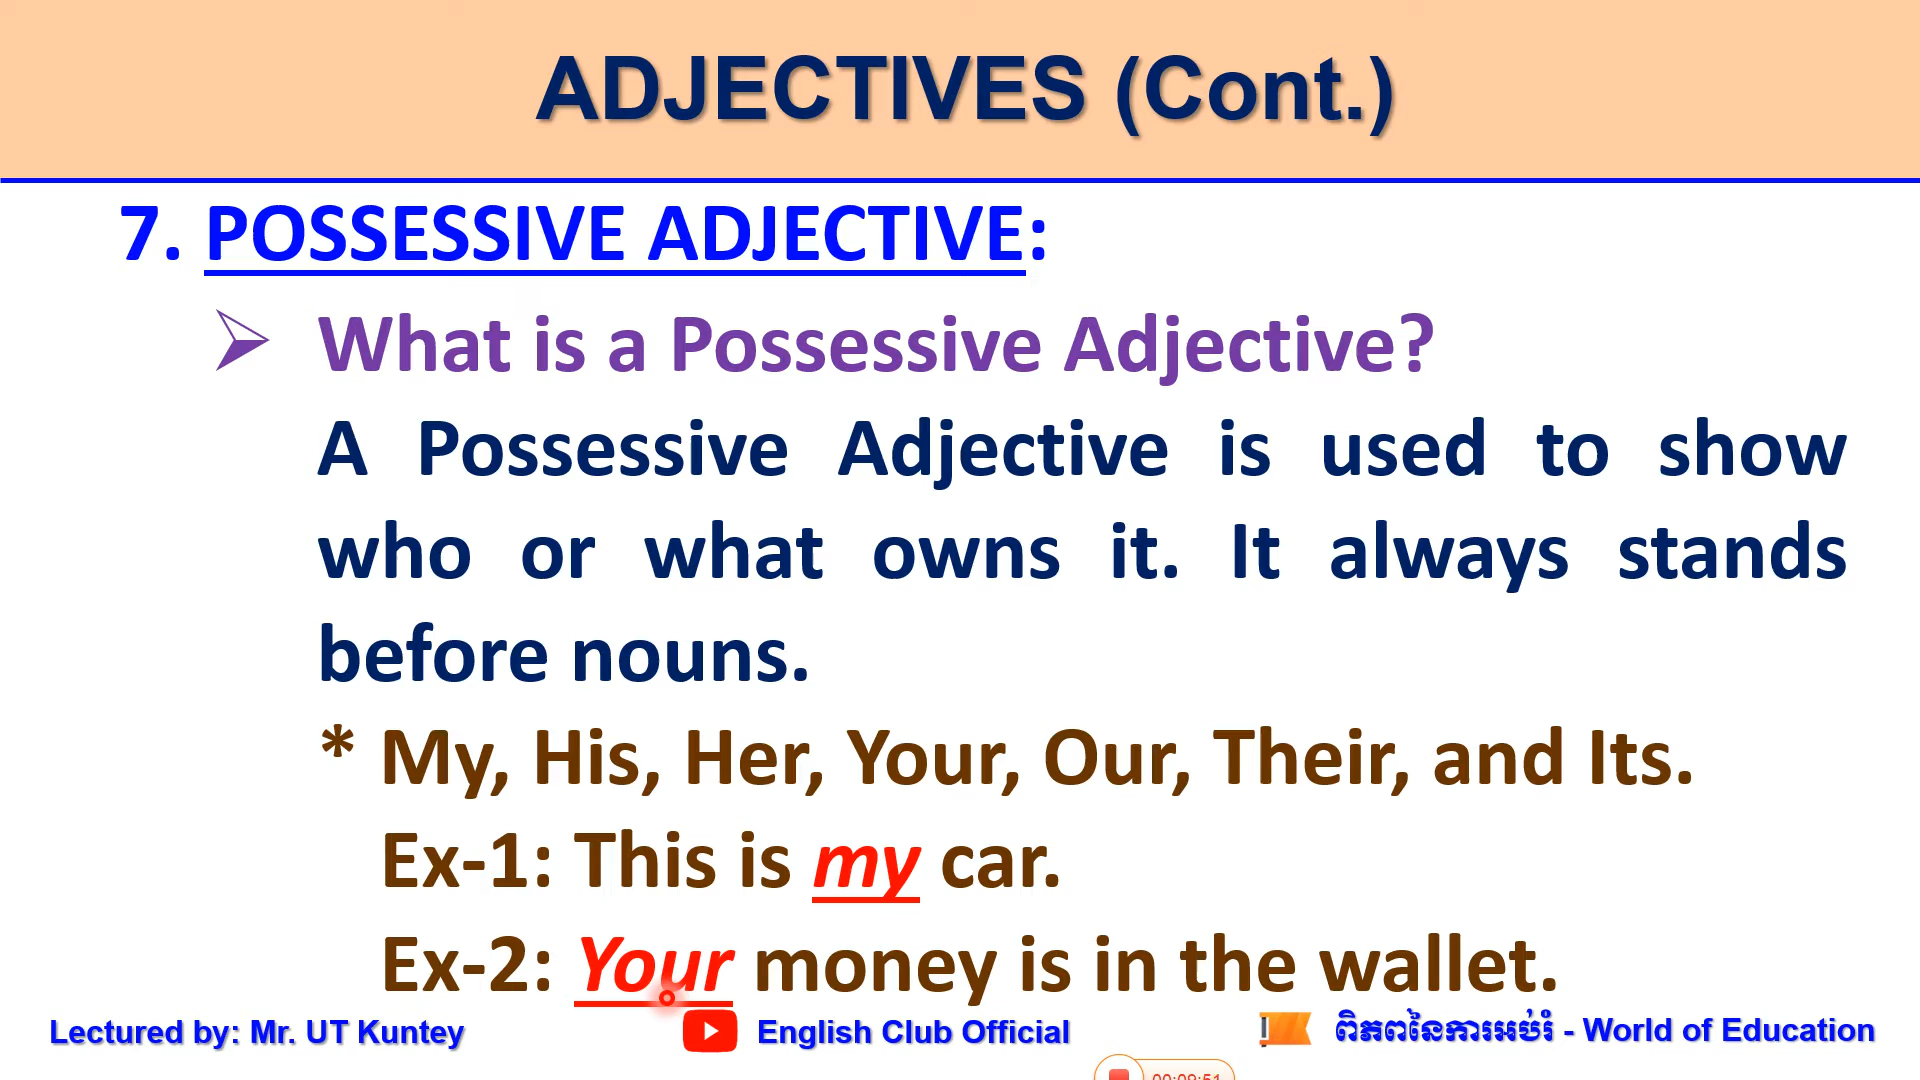 ADJECTIVES (Cont.)
7. POSSESSIVE ADJECTIVE:
What is a Possessive Adjective?
A Possessive Adjective is used to show
who or what owns it. It always stands
before nouns.
* My, His, Her, Your, Our, Their, and Its.
Ex-1: This is my car.
Ex-2: Your money is in the wallet.
Lectured by: Mr. UT Kuntey
English Club Official
ពិភពនៃការអប់រំ - World of Education
00:09:51